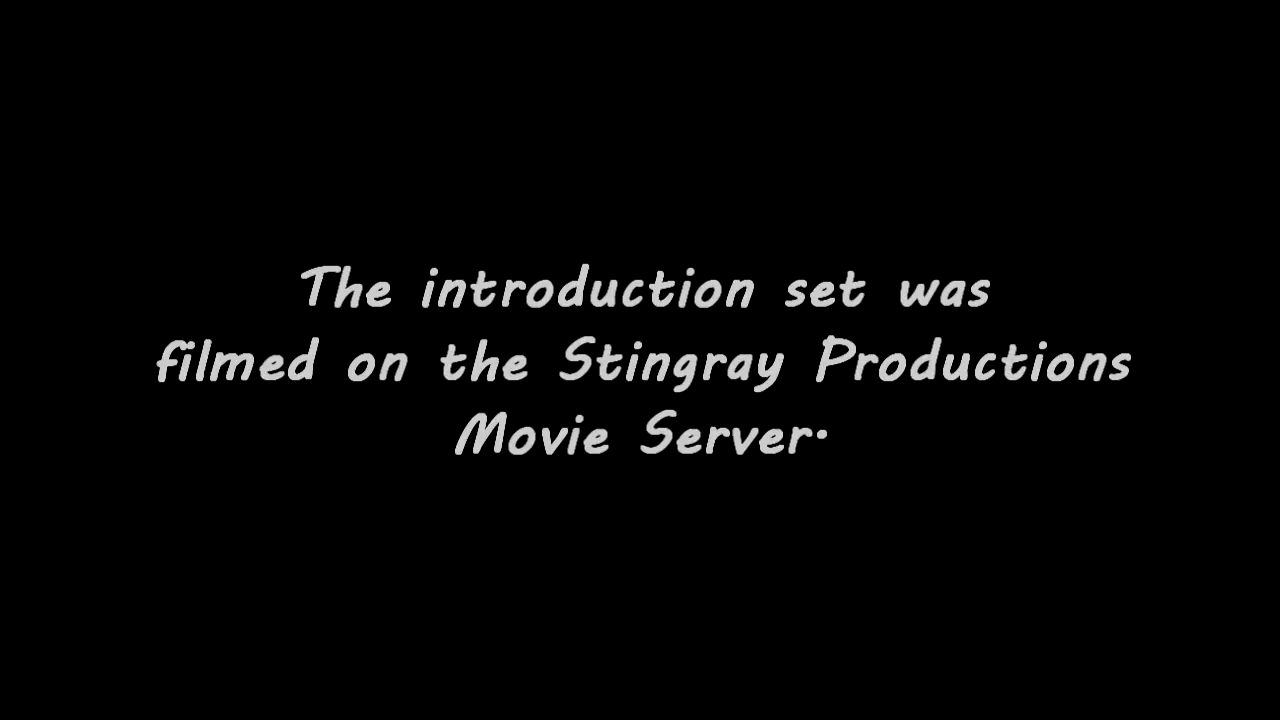 The introduction set was
filmed on the Stingray Productions
Movie Server.